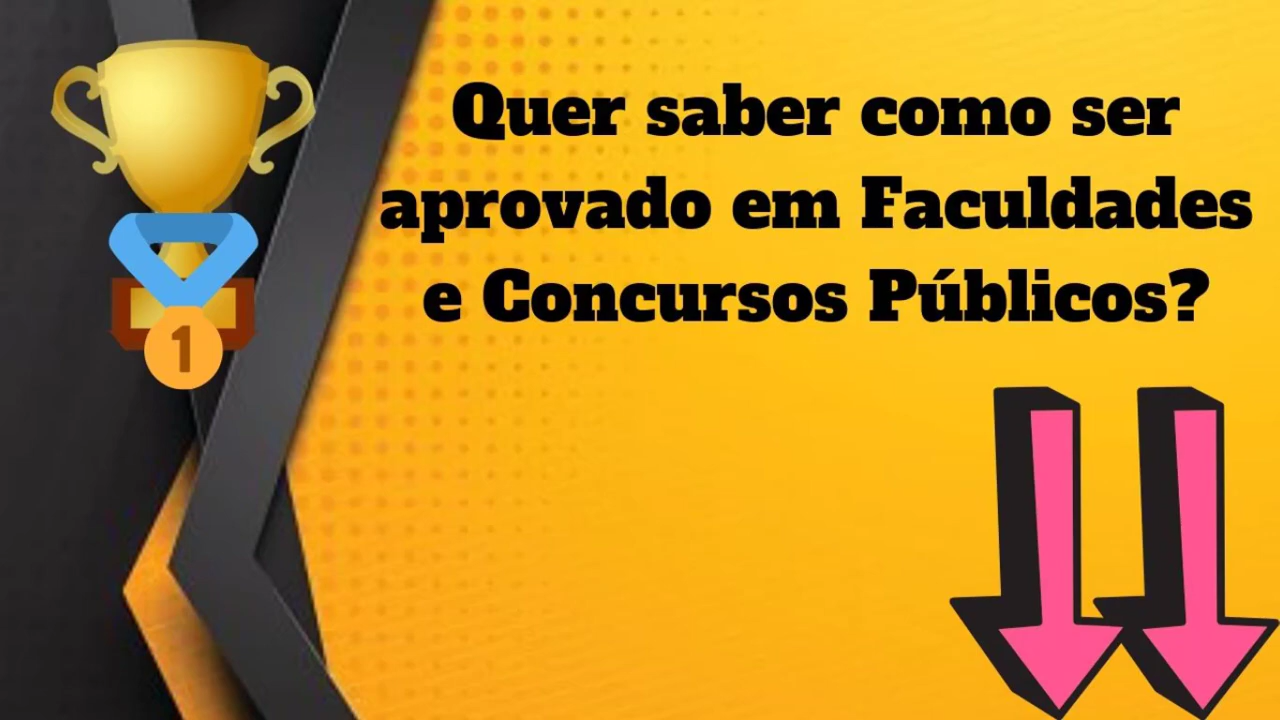 Quer saber como ser
aprovado em Faculdades
e Concursos Públicos?
1